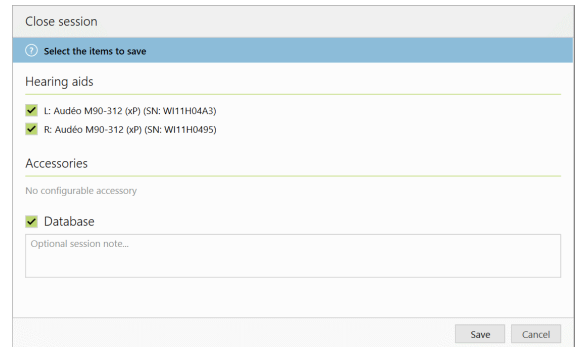 Close session
? Select the items to save
Hearing aids
L: Audéo M90-312 (xP) (SN: WI11H04A3)
R: Audéo M90-312 (xP) (SN: WI11H0495)
Accessories
No configurable accessory
Database
Optional session note...
Save Cancel